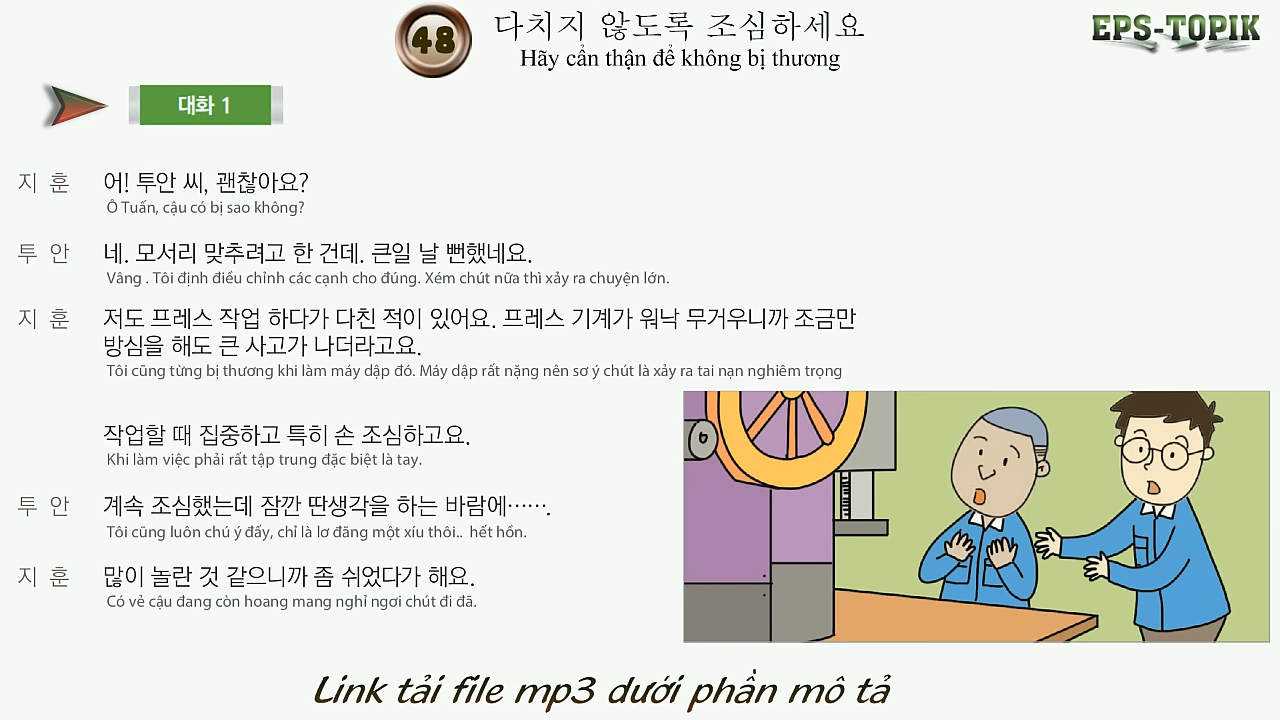 48
다치지 않도록 조심하세요
Hãy cẩn thận để không bị thương
EPS-TOPIK
대화 1
지 훈 어! 투안 씨, 괜찮아요?
Ô Tuấn, cậu có bị sao không?
투 안 네. 모서리 맞추려고 한 건데. 큰일 날 뻔했네요.
Vâng . Tôi định điều chỉnh các cạnh cho đúng. Xém chút nữa thì xảy ra chuyện lớn.
지 훈 저도 프레스 작업 하다가 다친 적이 있어요. 프레스 기계가 워낙 무거우니까 조금만
방심을 해도 큰 사고가 나더라고요.
Tôi cũng từng bị thương khi làm máy dập đó. Máy dập rất nặng nên sơ ý chút là xảy ra tai nạn nghiêm trọng
작업할 때 집중하고 특히 손 조심하고요.
Khi làm việc phải rất tập trung đặc biệt là tay.
투 안 계속 조심했는데 잠깐 딴생각을 하는 바람에…….
Tôi cũng luôn chú ý đấy, chỉ là lơ đãng một xíu thôi.. hết hồn.
지 훈 많이 놀란 것 같으니까 좀 쉬었다가 해요.
Có vẻ cậu đang còn hoang mang nghỉ ngơi chút đi đã.
Link tải file mp3 dưới phần mô tả